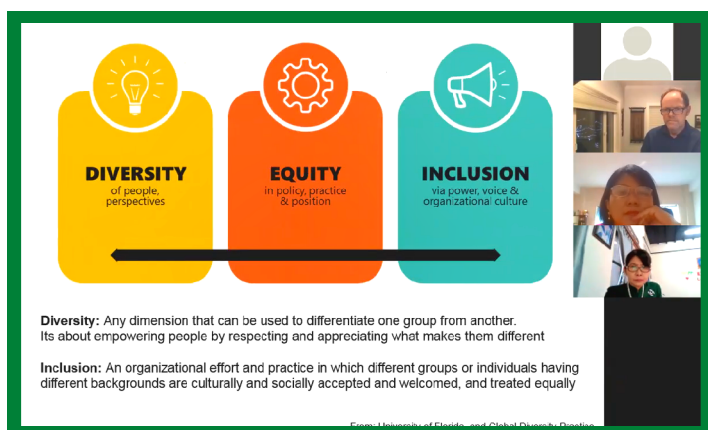 DIVERSITY
of people,
perspectives
EQUITY
in policy, practice
& position
INCLUSION
via power, voice &
organizational culture
Diversity: Any dimension that can be used to differentiate one group from another.
Its about empowering people by respecting and appreciating what makes them different
Inclusion: An organizational effort and practice in which different groups or individuals having
different backgrounds are culturally and socially accepted and welcomed, and treated equally
From: University of Florida, and Global Diversity Practice